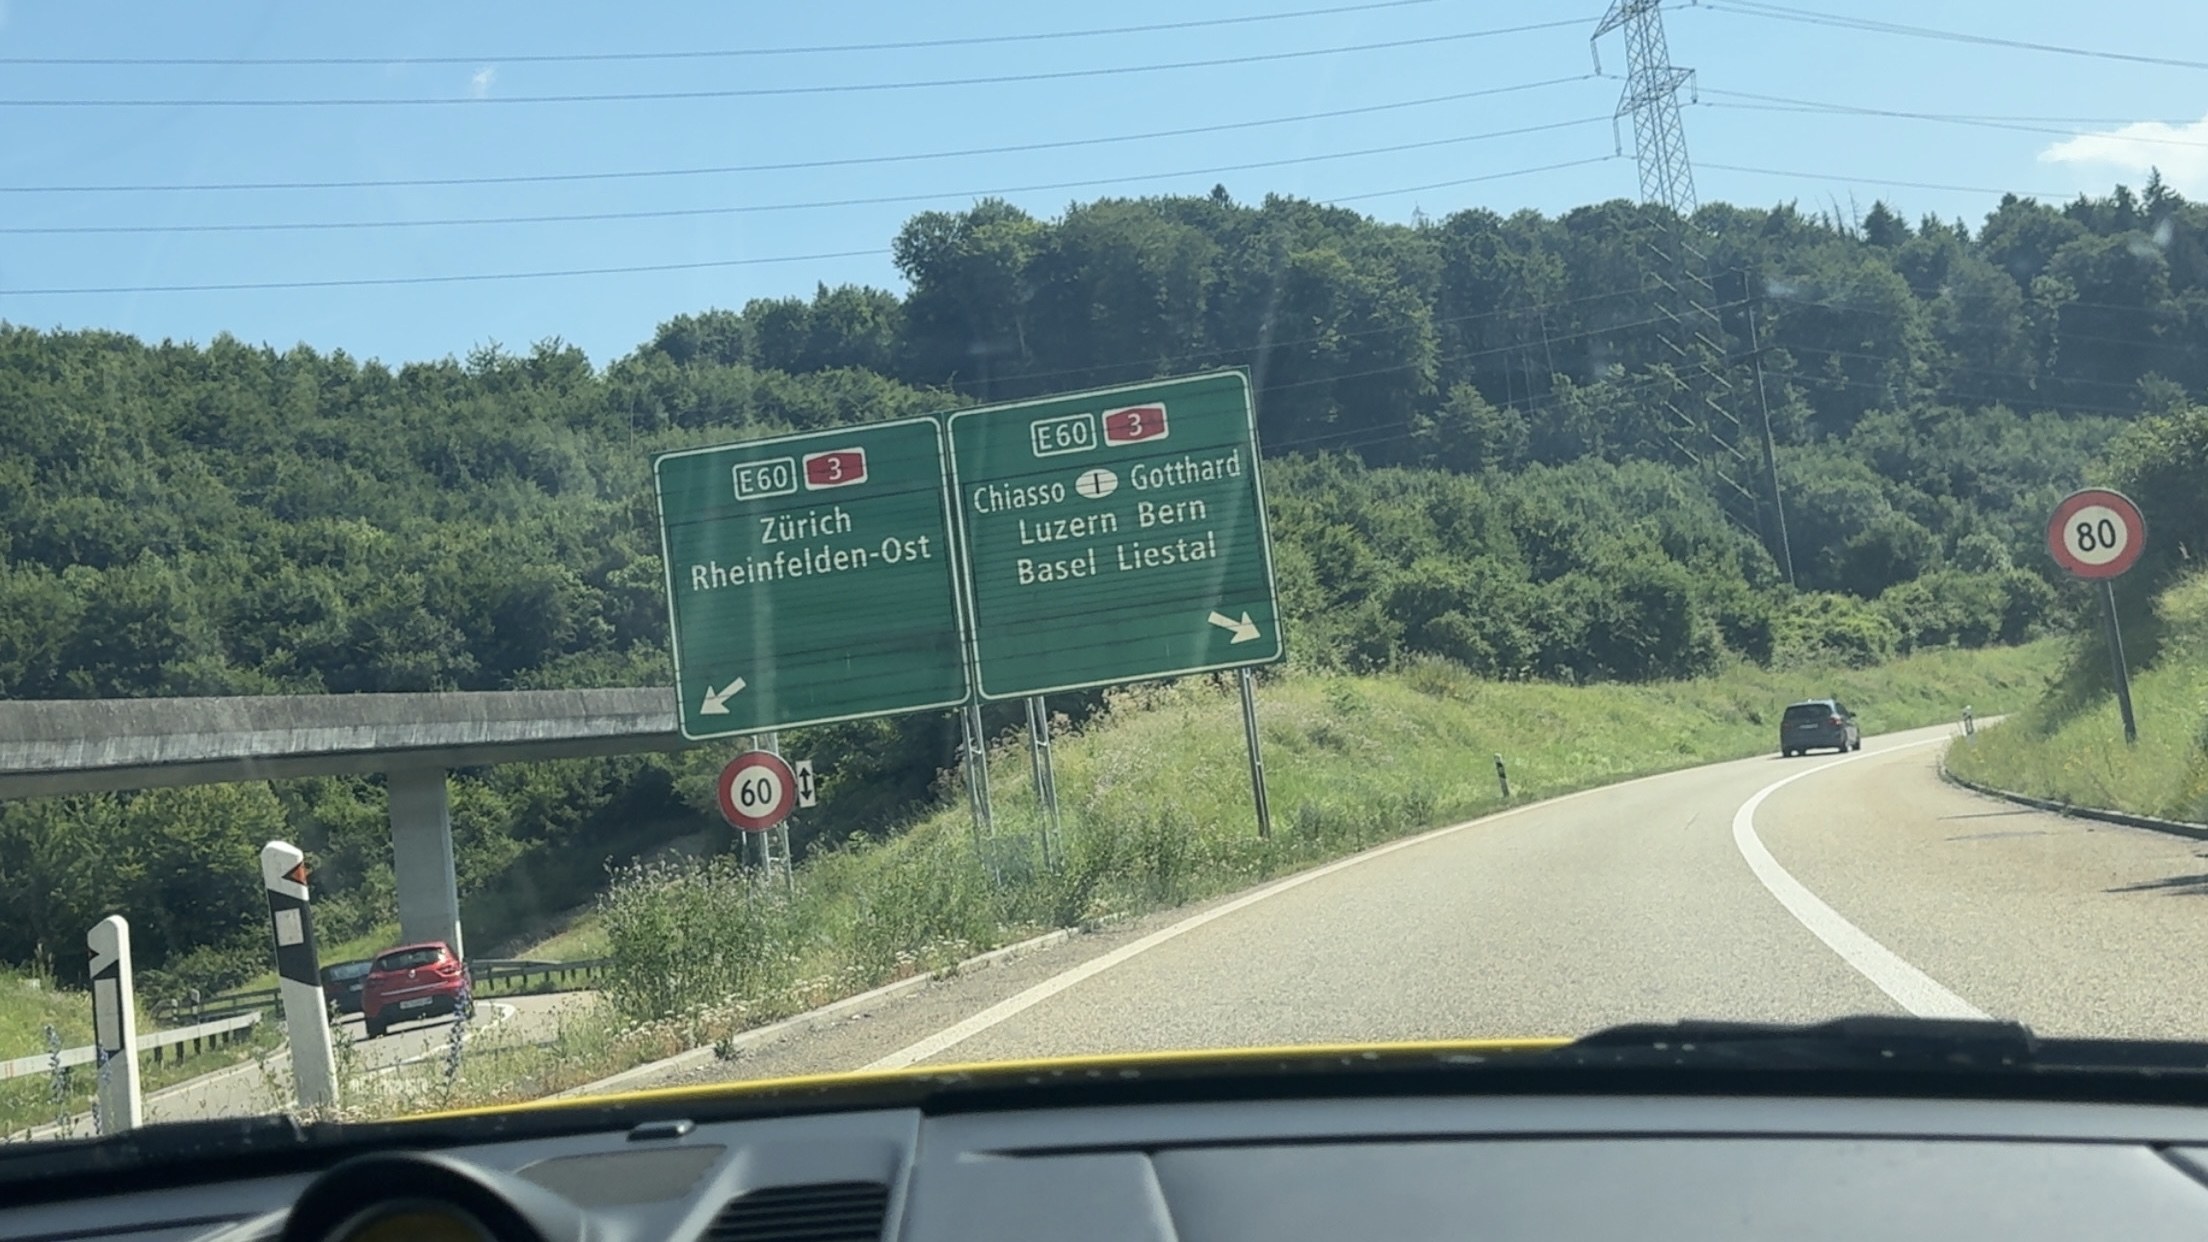 E60 3
Zürich
Rheinfelden-Ost
E60 3
Chiasso I Gotthard
Luzern Bern
Basel Liestal
60
80